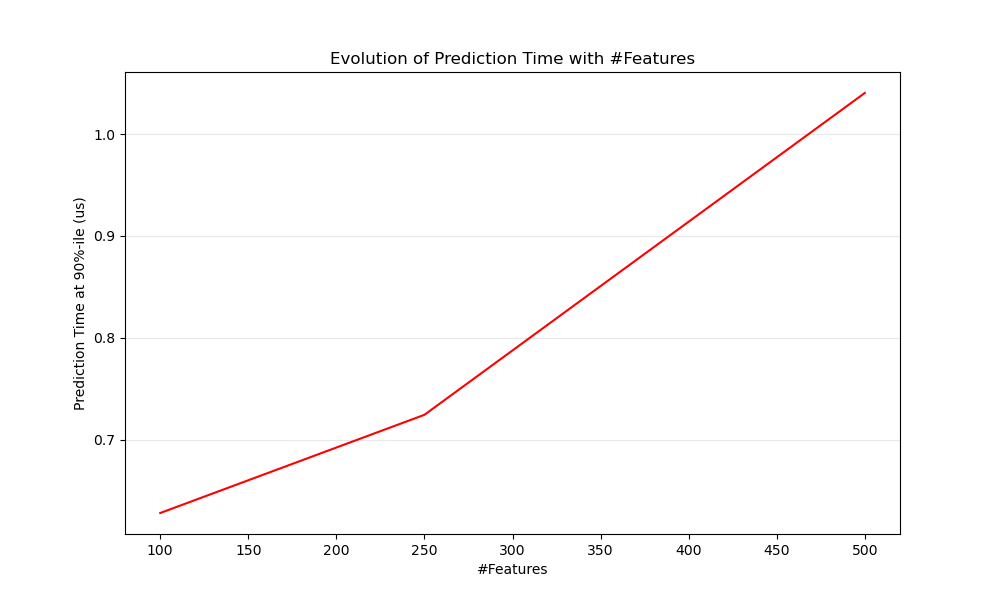 Evolution of Prediction Time with #Features
Prediction Time at 90%-ile (us)
1.0
0.9
0.8
0.7
100 150 200 250 300 350 400 450 500
#Features